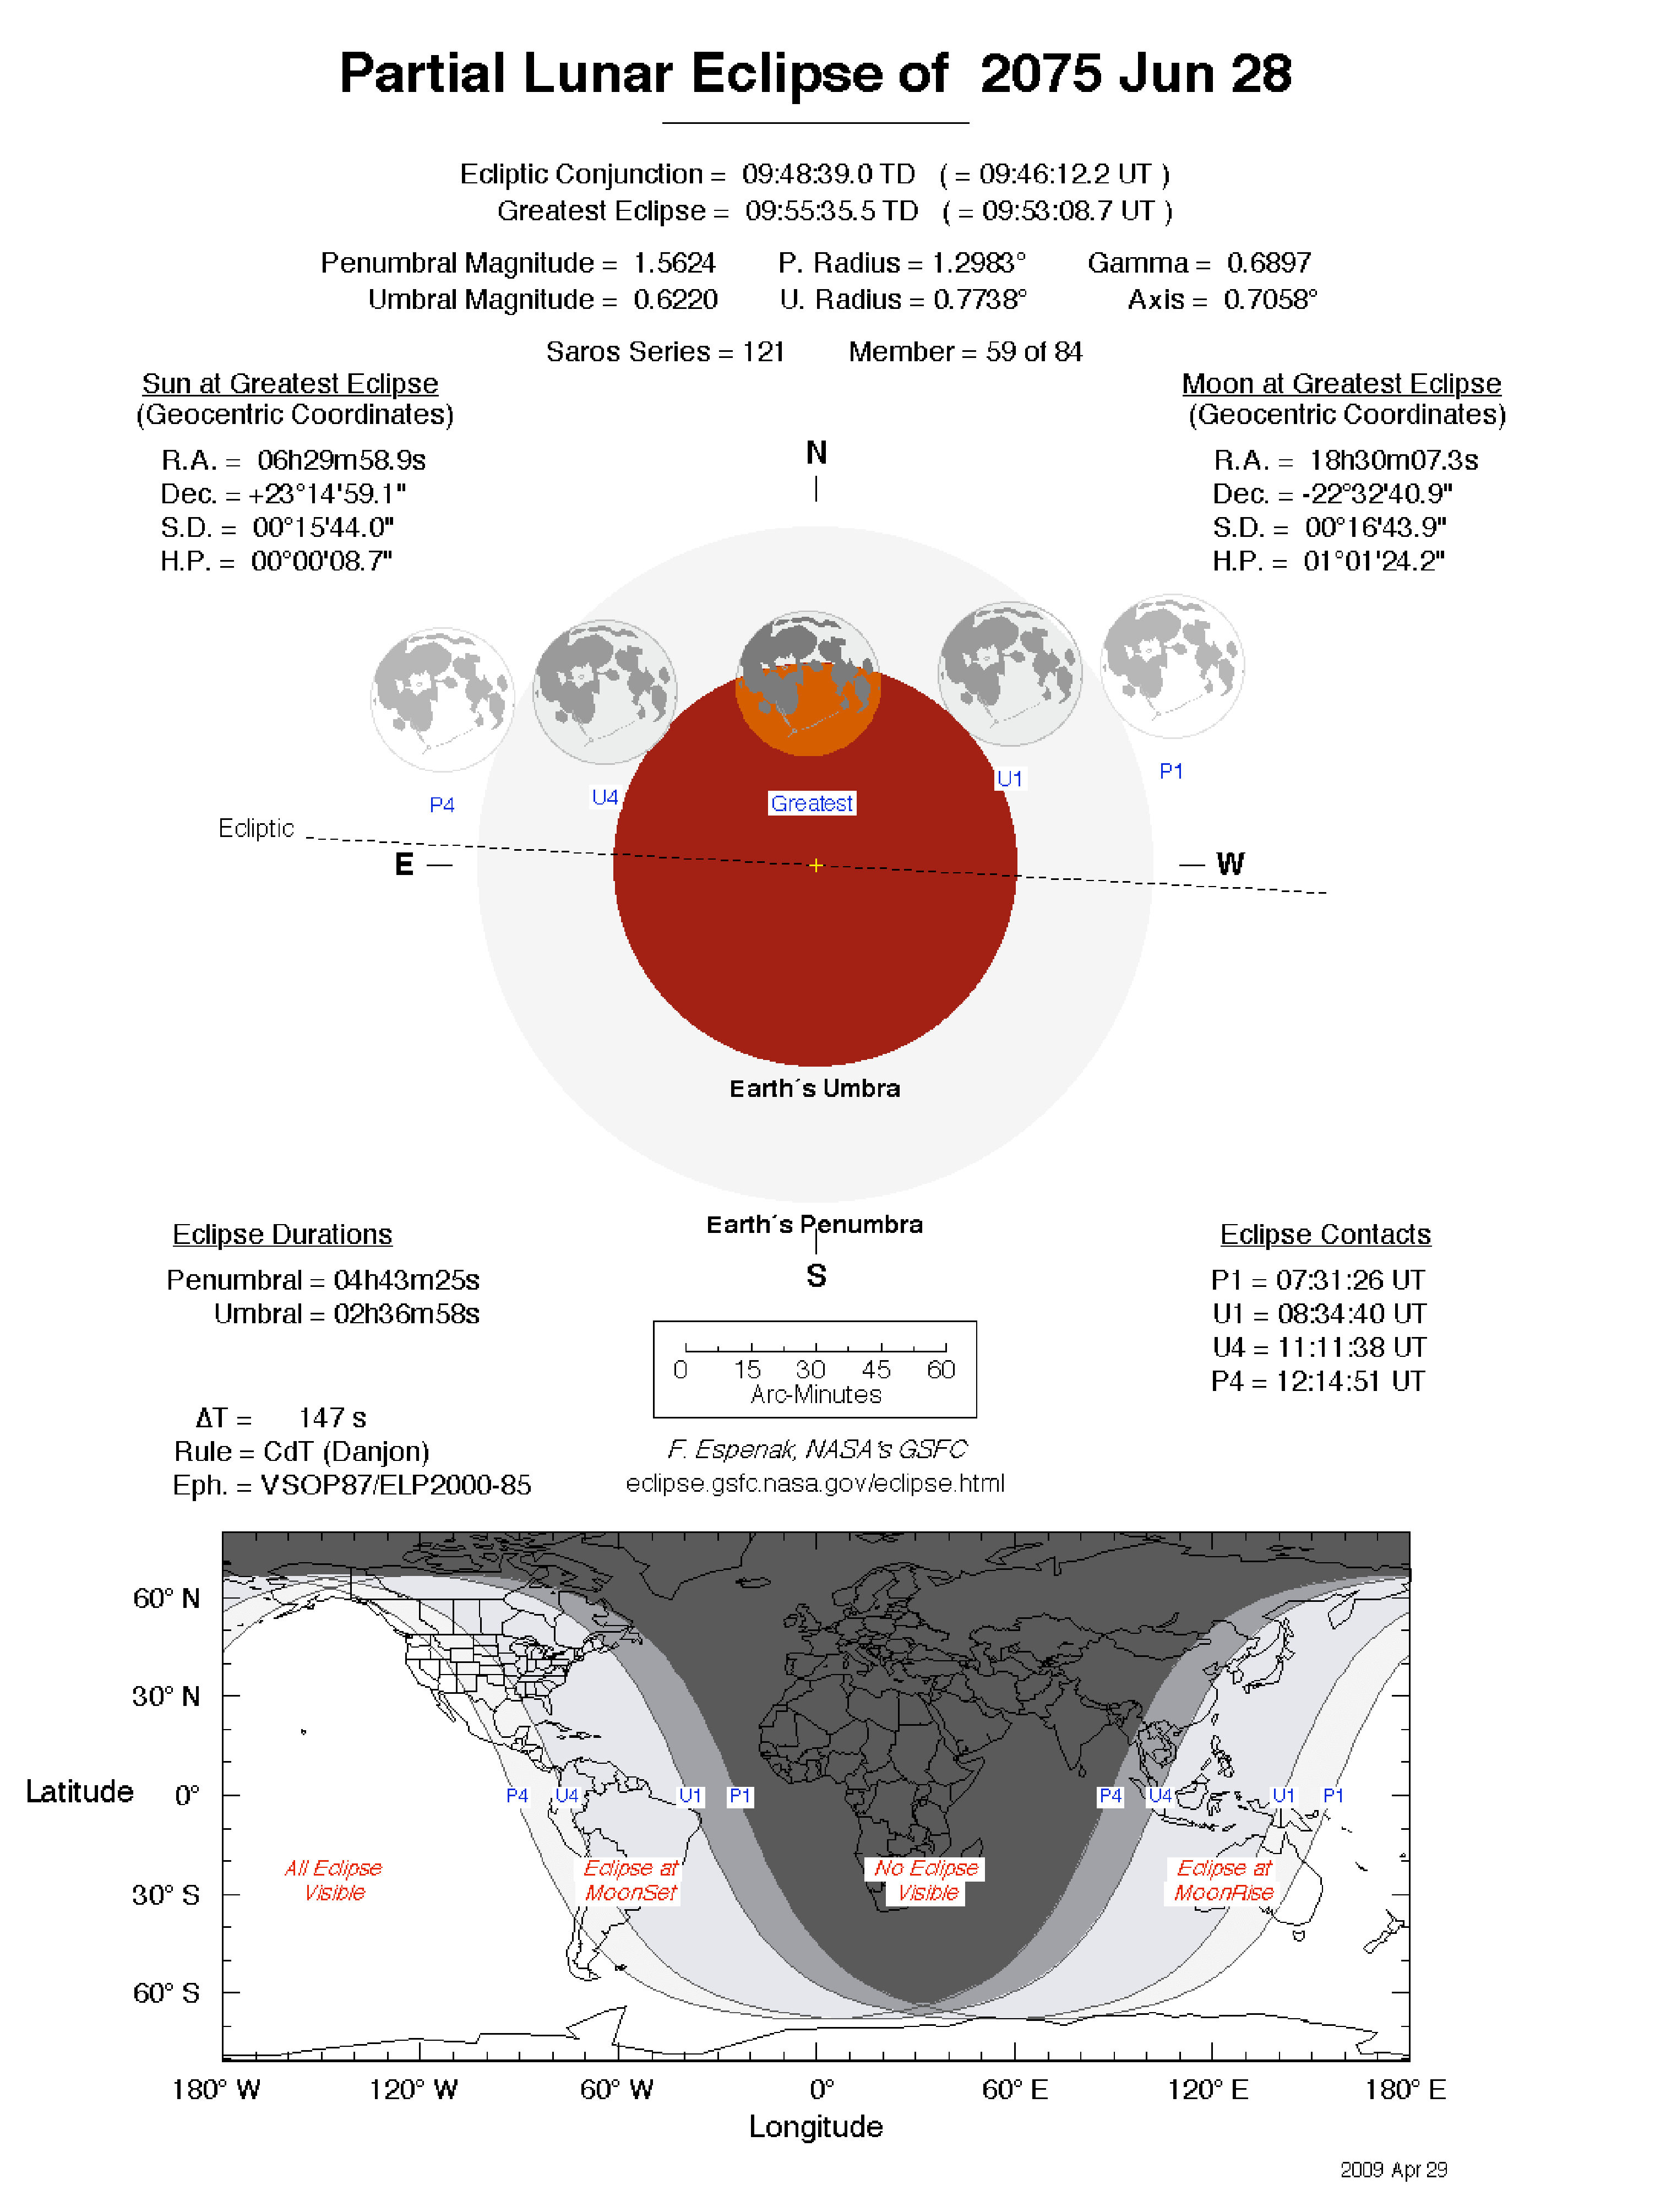 Partial Lunar Eclipse of 2075 Jun 28
Ecliptic Conjunction = 09:48:39.0 TD ( = 09:46:12.2 UT )
Greatest Eclipse = 09:55:35.5 TD ( = 09:53:08.7 UT )
Penumbral Magnitude = 1.5624 P. Radius = 1.2983° Gamma = 0.6897
Umbral Magnitude = 0.6220 U. Radius = 0.7738° Axis = 0.7058°
Saros Series = 121 Member = 59 of 84
Sun at Greatest Eclipse
(Geocentric Coordinates)
R.A. = 06h29m58.9s
Dec. = +23°14'59.1"
S.D. = 00°15'44.0"
H.P. = 00°00'08.7"
Moon at Greatest Eclipse
(Geocentric Coordinates)
R.A. = 18h30m07.3s
Dec. = -22°32'40.9"
S.D. = 00°16'43.9"
H.P. = 01°01'24.2"
N
P4
U4
Greatest
U1
P1
Ecliptic
E
W
Earth´s Umbra
Earth´s Penumbra
S
Eclipse Durations
Penumbral = 04h43m25s
Umbral = 02h36m58s
Eclipse Contacts
P1 = 07:31:26 UT
U1 = 08:34:40 UT
U4 = 11:11:38 UT
P4 = 12:14:51 UT
0 15 30 45 60
Arc-Minutes
ΔT = 147 s
Rule = CdT (Danjon)
Eph. = VSOP87/ELP2000-85
F. Espenak, NASA's GSFC
eclipse.gsfc.nasa.gov/eclipse.html
60° N
30° N
Latitude 0°
30° S
60° S
P4 U4 U1 P1 P4 U4 U1 P1
All Eclipse
Visible
Eclipse at
MoonSet
No Eclipse
Visible
Eclipse at
MoonRise
180° W 120° W 60° W 0° 60° E 120° E 180° E
Longitude
2009 Apr 29